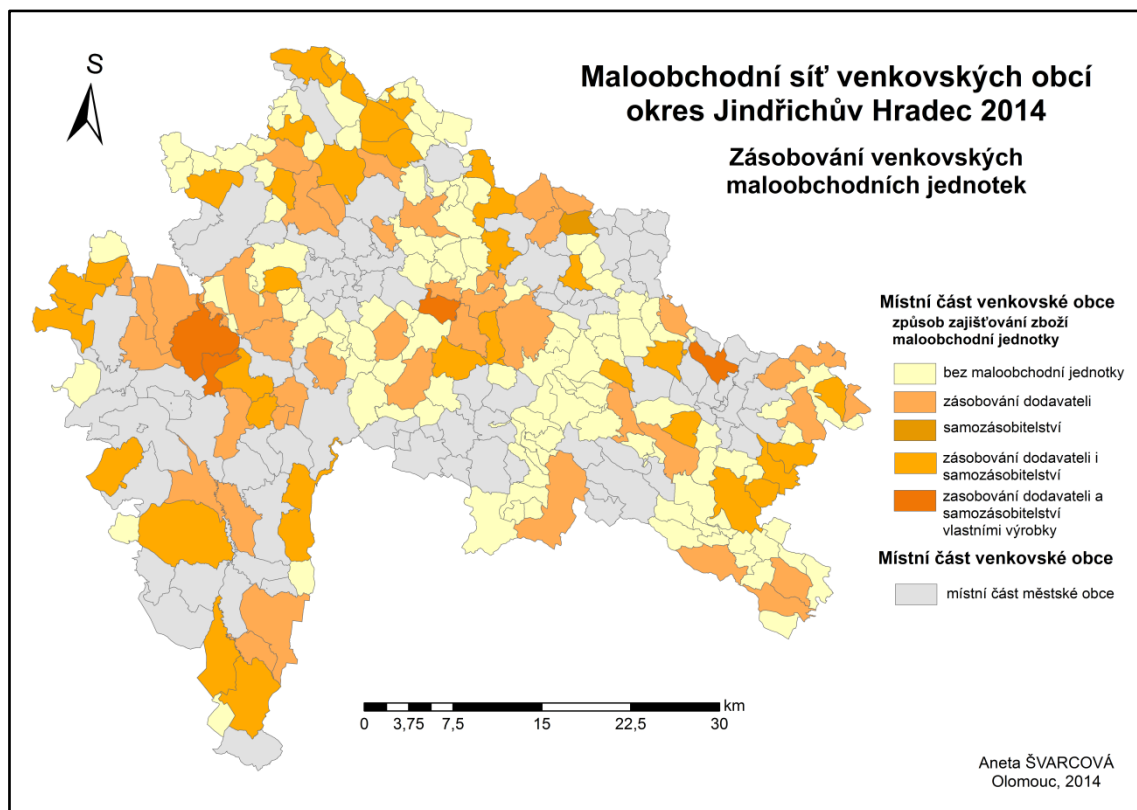 S
Maloobchodní síť venkovských obcí
okres Jindřichův Hradec 2014
Zásobování venkovských
maloobchodních jednotek
Místní část venkovské obce
způsob zajišťování zboží
maloobchodní jednotky
bez maloobchodní jednotky
zásobování dodavateli
samozásobitelství
zásobování dodavateli i
samozásobitelství
zasobování dodavateli a
samozásobitelství
vlastními výrobky
Místní část venkovské obce
místní část městské obce
km
0 3,75 7,5 15 22,5 30
Aneta ŠVARCOVÁ
Olomouc, 2014